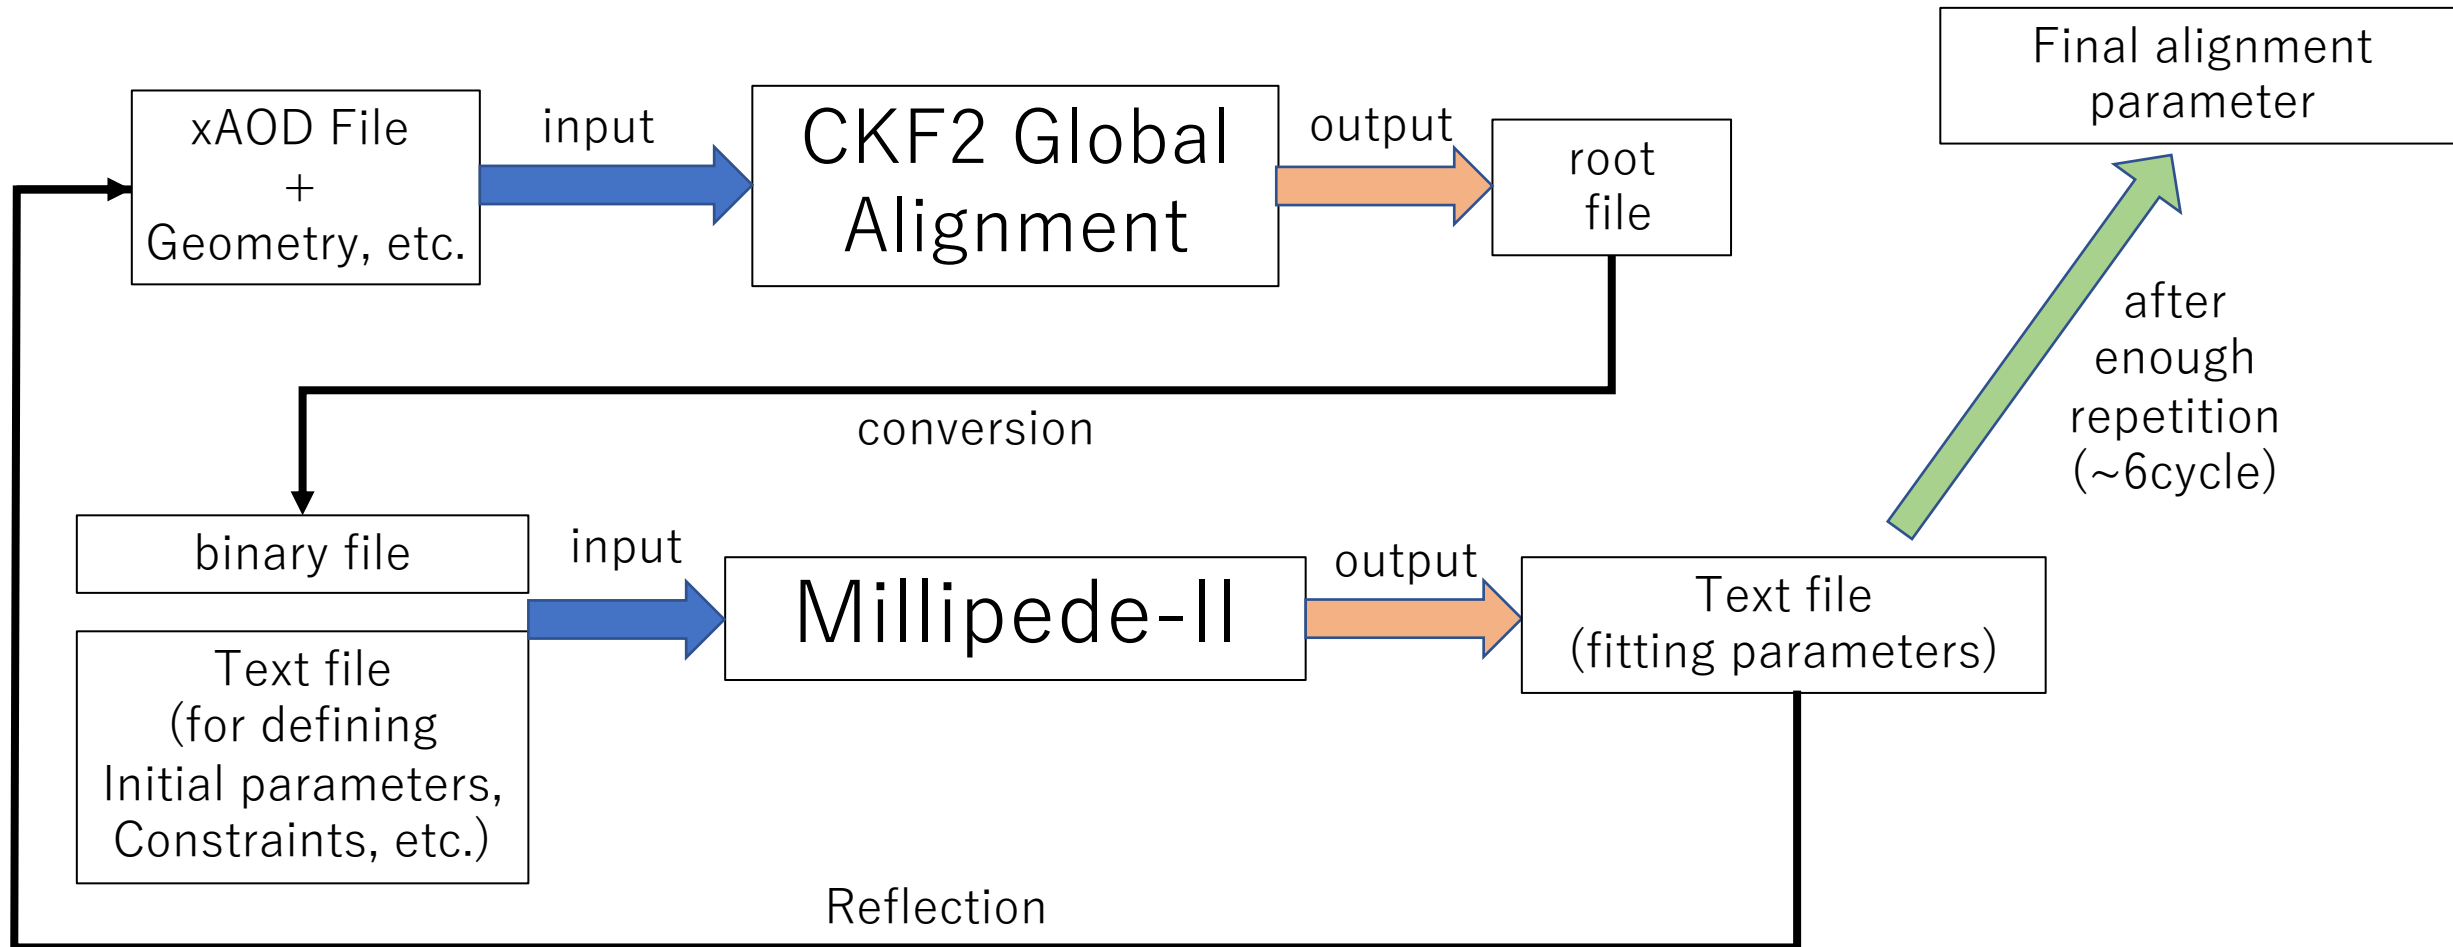 xAOD File
+
Geometry, etc.
input
CKF2 Global
Alignment
output
root
file
Final alignment
parameter
after
enough
repetition
(~6cycle)
conversion
binary file
input
Millipede-II
output
Text file
(fitting parameters)
Text file
(for defining
Initial parameters,
Constraints, etc.)
Reflection